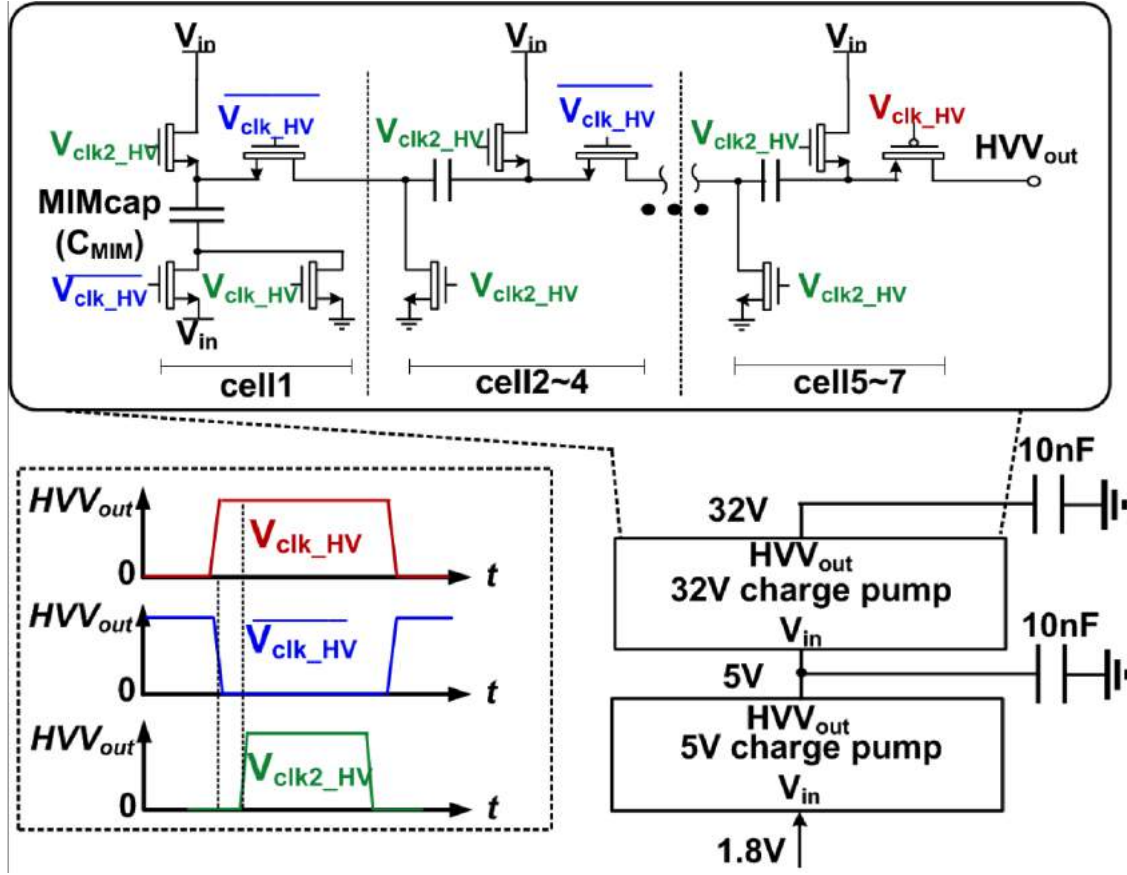 Vin Vin Vin
Vclk_HV Vclk_HV Vclk_HV
Vclk2_HV Vclk2_HV Vclk2_HV HVVout
MIMcap
(CMIM)
Vclk_HV Vclk_HV Vclk2_HV Vclk2_HV
Vin
cell1 cell2~4 cell5~7
HVVout
0
Vclk_HV
t
HVVout
0
Vclk_HV
t
HVVout
0
Vclk2_HV
t
10nF
32V
HVVout
32V charge pump
Vin
10nF
5V
HVVout
5V charge pump
Vin
1.8V